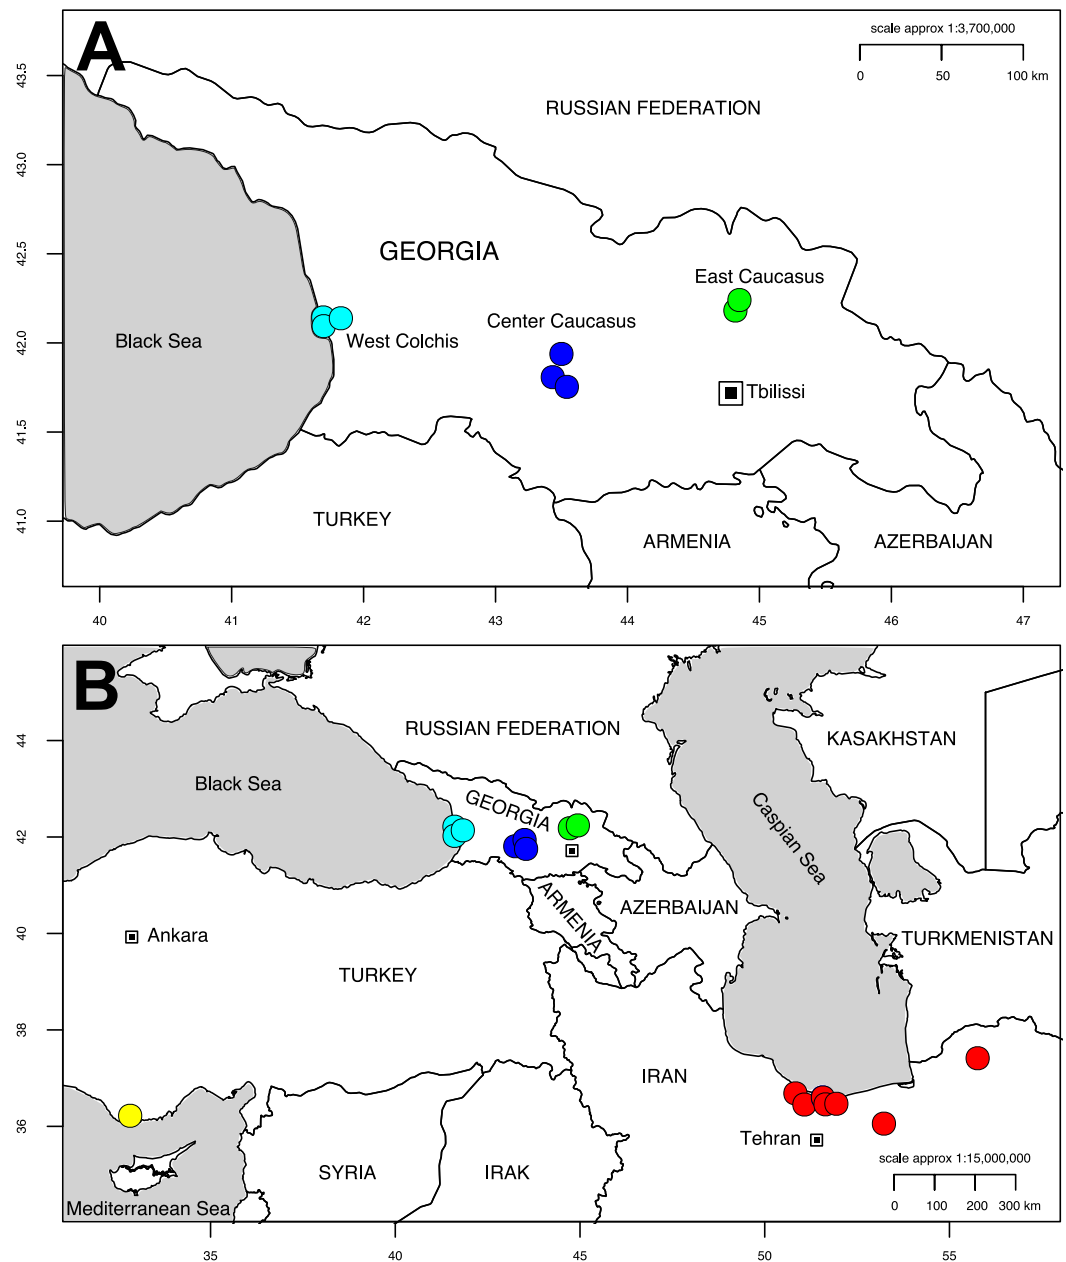 A
scale approx 1:3,700,000
0 50 100 km
RUSSIAN FEDERATION
GEORGIA
East Caucasus
Center Caucasus
Black Sea
West Colchis
Tbilissi
TURKEY
ARMENIA
AZERBAIJAN
43.5
43.0
42.5
42.0
41.5
41.0
40 41 42 43 44 45 46 47
B
RUSSIAN FEDERATION
KASAKHSTAN
Black Sea
GEORGIA
Caspian Sea
ARMENIA
AZERBAIJAN
Ankara
TURKMENISTAN
TURKEY
IRAN
Tehran
SYRIA
IRAK
Mediterranean Sea
scale approx 1:15,000,000
0 100 200 300 km
44
42
40
38
36
35 40 45 50 55